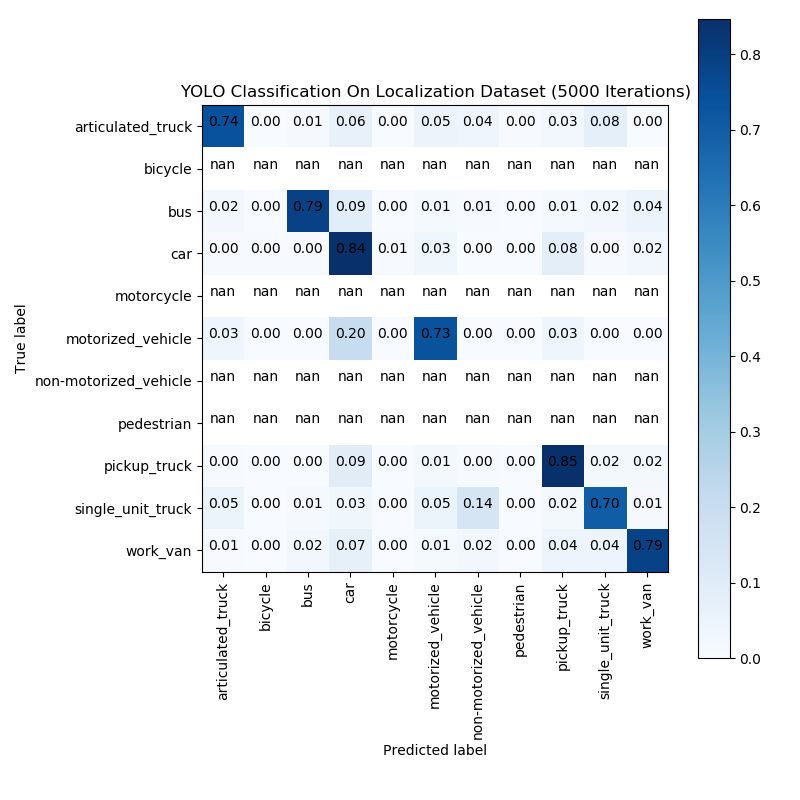 YOLO Classification On Localization Dataset (5000 Iterations)
True label
articulated_truck 0.74 0.00 0.01 0.06 0.00 0.05 0.04 0.00 0.03 0.08 0.00
bicycle nan nan nan nan nan nan nan nan nan nan nan
bus 0.02 0.00 0.79 0.09 0.00 0.01 0.01 0.00 0.01 0.02 0.04
car 0.00 0.00 0.00 0.84 0.01 0.03 0.00 0.00 0.08 0.00 0.02
motorcycle nan nan nan nan nan nan nan nan nan nan nan
motorized_vehicle 0.03 0.00 0.00 0.20 0.00 0.73 0.00 0.00 0.03 0.00 0.00
non-motorized_vehicle nan nan nan nan nan nan nan nan nan nan nan
pedestrian nan nan nan nan nan nan nan nan nan nan nan
pickup_truck 0.00 0.00 0.00 0.09 0.00 0.01 0.00 0.00 0.85 0.02 0.02
single_unit_truck 0.05 0.00 0.01 0.03 0.00 0.05 0.14 0.00 0.02 0.70 0.01
work_van 0.01 0.00 0.02 0.07 0.00 0.01 0.02 0.00 0.04 0.04 0.79
articulated_truck
bicycle
bus
car
motorcycle
motorized_vehicle
non-motorized_vehicle
pedestrian
pickup_truck
single_unit_truck
work_van
Predicted label
0.8
0.7
0.6
0.5
0.4
0.3
0.2
0.1
0.0